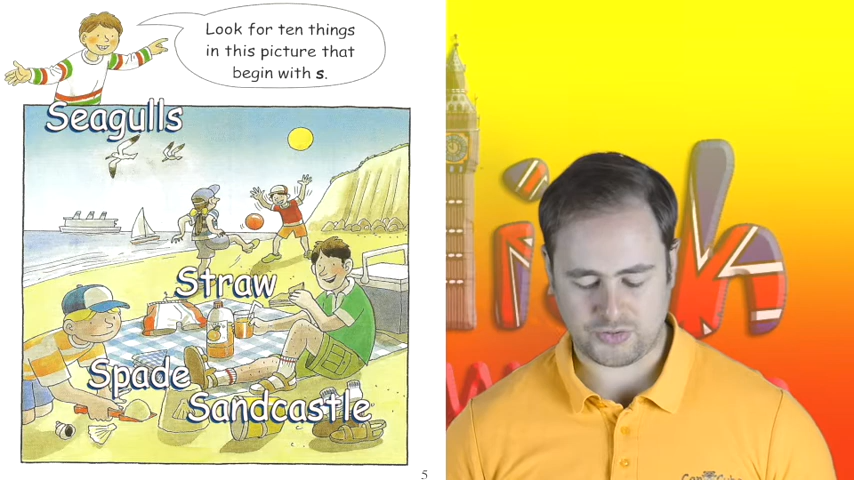 Look for ten things
in this picture that
begin with s.
Seagulls
Straw
Spade
Sandcastle
5